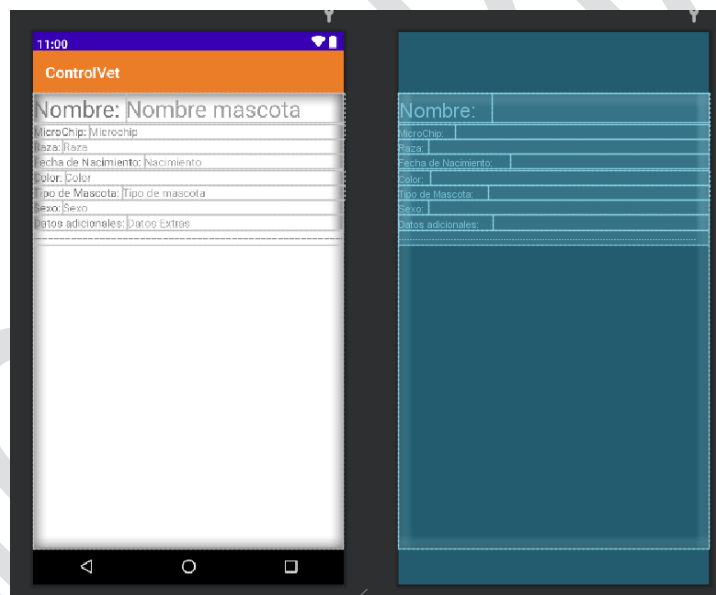 11:00
ControlVet
Nombre: Nombre mascota
MicroChip: Microchip
Raza: Raza
Fecha de Nacimiento: Nacimiento
Color: Color
Tipo de Mascota: Tipo de mascota
Sexo: Sexo
Datos adicionales: Datos Extras
Nombre:
MicroChip:
Raza:
Fecha de Nacimiento:
Color:
Tipo de Mascota:
Sexo:
Datos adicionales: